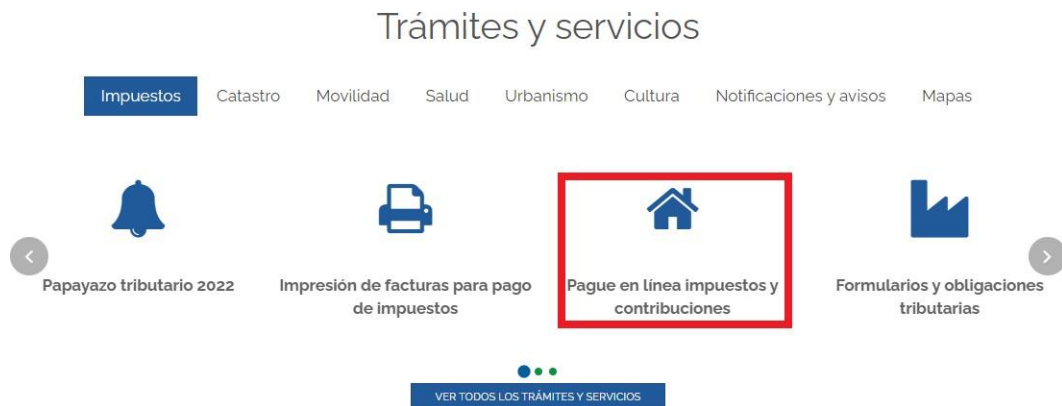 Trámites y servicios
Impuestos Catastro Movilidad Salud Urbanismo Cultura Notificaciones y avisos Mapas
Papayazo tributario 2022
Impresión de facturas para pago
de impuestos
Pague en línea impuestos y
contribuciones
Formularios y obligaciones
tributarias
VER TODOS LOS TRÁMITES Y SERVICIOS